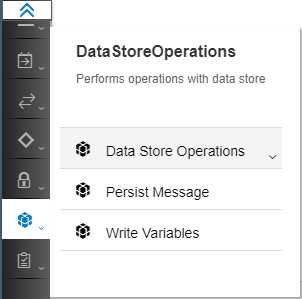 DataStoreOperations
Performs operations with data store
Data Store Operations
Persist Message
Write Variables